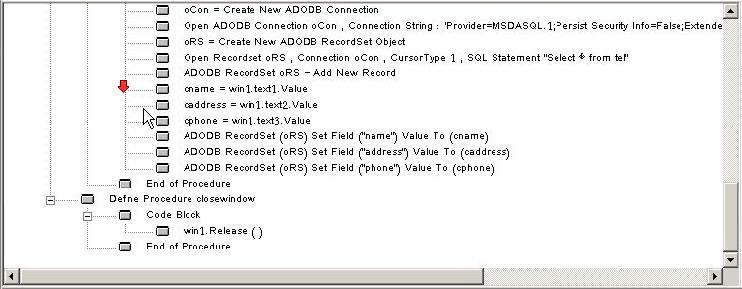 oCon = Create New ADODB Connection
Open ADODB Connection oCon , Connection String : "Provider=MSDASQL.1;Persist Security Info=False;Extende
oRS = Create New ADODB RecordSet Object
Open Recordset oRS , Connection oCon , CursorType 1 , SQL Statement "Select * from tel"
ADODB RecordSet oRS - Add New Record
cname = win1.text1.Value
caddress = win1.text2.Value
cphone = win1.text3.Value
ADODB RecordSet (oRS) Set Field ("name") Value To (cname)
ADODB RecordSet (oRS) Set Field ("address") Value To (caddress)
ADODB RecordSet (oRS) Set Field ("phone") Value To (cphone)
End of Procedure
Define Procedure closewindow
Code Block
win1.Release ( )
End of Procedure